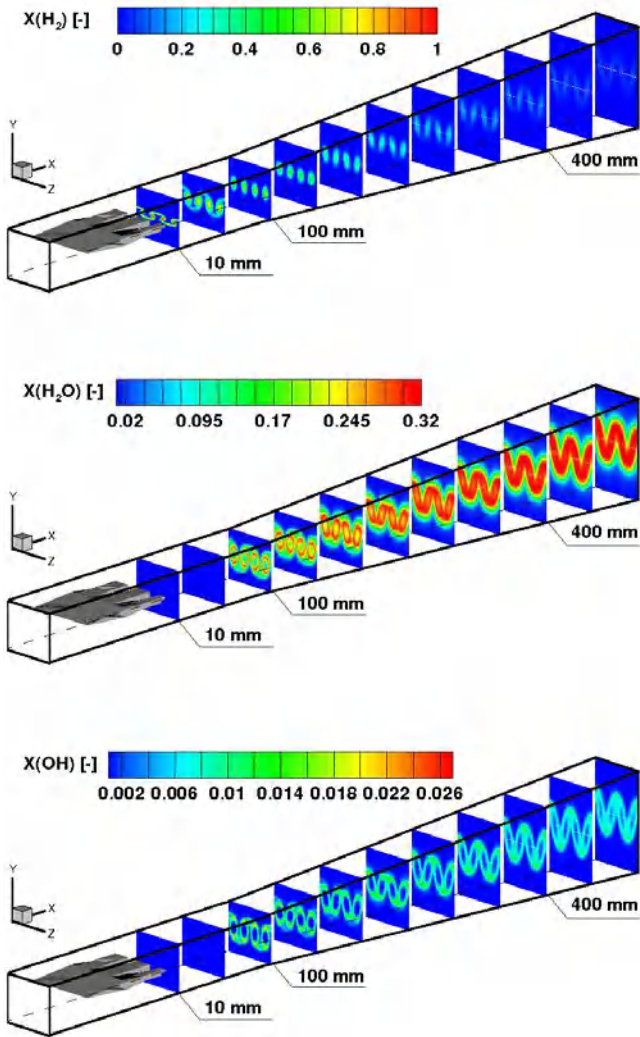 X(H₂) [-]
0 0.2 0.4 0.6 0.8 1
Y
X
Z
400 mm
100 mm
10 mm
X(H₂O) [-]
0.02 0.095 0.17 0.245 0.32
Y
X
Z
400 mm
100 mm
10 mm
X(OH) [-]
0.002 0.006 0.01 0.014 0.018 0.022 0.026
Y
X
Z
400 mm
100 mm
10 mm